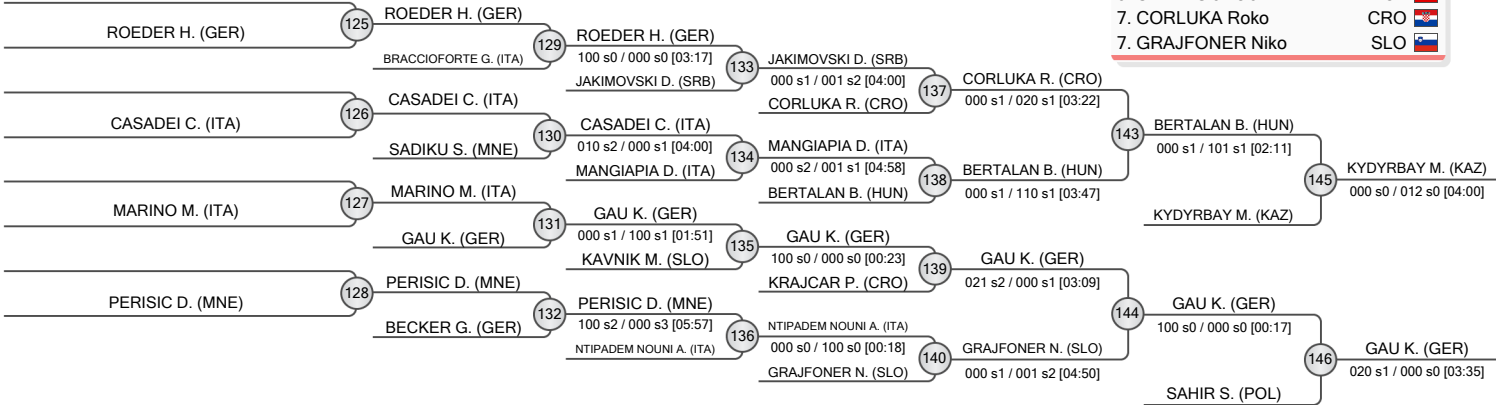 7. CORLUKA Roko CRO
7. GRAJFONER Niko SLO
ROEDER H. (GER)
125
ROEDER H. (GER)
BRACCIOFORTE G. (ITA)
129
ROEDER H. (GER)
100 s0 / 000 s0 [03:17]
JAKIMOVSKI D. (SRB)
133
JAKIMOVSKI D. (SRB)
000 s1 / 001 s2 [04:00]
CORLUKA R. (CRO)
137
CORLUKA R. (CRO)
000 s1 / 020 s1 [03:22]
CASADEI C. (ITA)
126
CASADEI C. (ITA)
SADIKU S. (MNE)
130
CASADEI C. (ITA)
010 s2 / 000 s1 [04:00]
MANGIAPIA D. (ITA)
134
MANGIAPIA D. (ITA)
000 s2 / 001 s1 [04:58]
BERTALAN B. (HUN)
138
BERTALAN B. (HUN)
000 s1 / 110 s1 [03:47]
143
BERTALAN B. (HUN)
000 s1 / 101 s1 [02:11]
KYDYRBAY M. (KAZ)
145
KYDYRBAY M. (KAZ)
000 s0 / 012 s0 [04:00]
MARINO M. (ITA)
127
MARINO M. (ITA)
GAU K. (GER)
131
GAU K. (GER)
000 s1 / 100 s1 [01:51]
KAVNIK M. (SLO)
135
GAU K. (GER)
100 s0 / 000 s0 [00:23]
KRAJCAR P. (CRO)
139
GAU K. (GER)
021 s2 / 000 s1 [03:09]
PERISIC D. (MNE)
128
PERISIC D. (MNE)
BECKER G. (GER)
132
PERISIC D. (MNE)
100 s2 / 000 s3 [05:57]
NTIPADEM NOUNI A. (ITA)
136
NTIPADEM NOUNI A. (ITA)
000 s0 / 100 s0 [00:18]
GRAJFONER N. (SLO)
140
GRAJFONER N. (SLO)
000 s1 / 001 s2 [04:50]
144
GAU K. (GER)
100 s0 / 000 s0 [00:17]
SAHIR S. (POL)
146
GAU K. (GER)
020 s1 / 000 s0 [03:35]